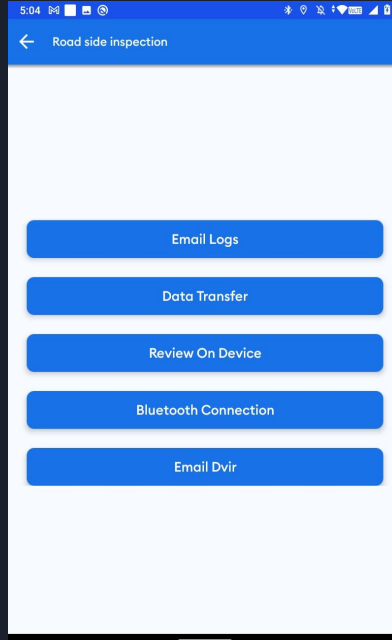 5:04
Road side inspection
Email Logs
Data Transfer
Review On Device
Bluetooth Connection
Email Dvir